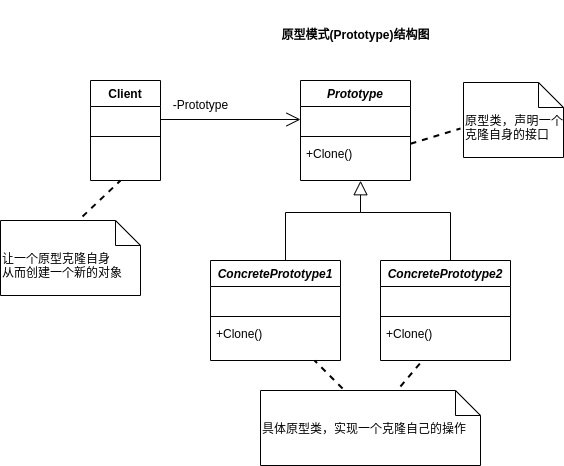 原型模式(Prototype)结构图
Client
-Prototype
Prototype
+Clone()
原型类，声明一个
克隆自身的接口
让一个原型克隆自身
从而创建一个新的对象
ConcretePrototype1
+Clone()
ConcretePrototype2
+Clone()
具体原型类，实现一个克隆自己的操作